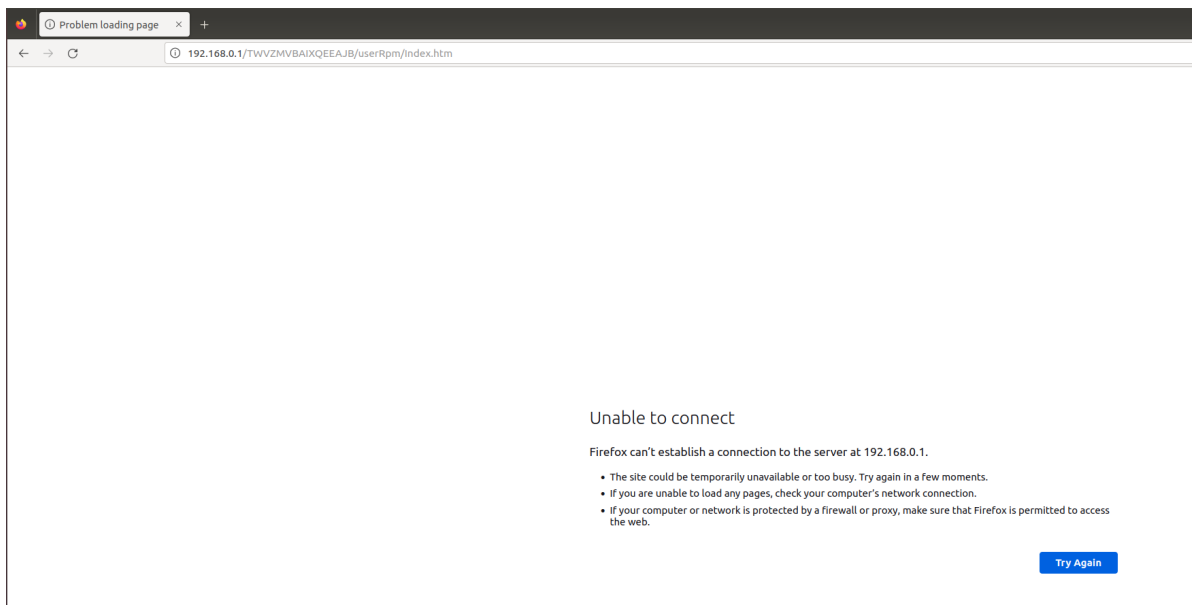 Problem loading page
192.168.0.1/TWVZMVBAIXQEEAJB/userRpm/Index.htm
Unable to connect
Firefox can’t establish a connection to the server at 192.168.0.1.
• The site could be temporarily unavailable or too busy. Try again in a few moments.
• If you are unable to load any pages, check your computer’s network connection.
• If your computer or network is protected by a firewall or proxy, make sure that Firefox is permitted to access
the web.
Try Again